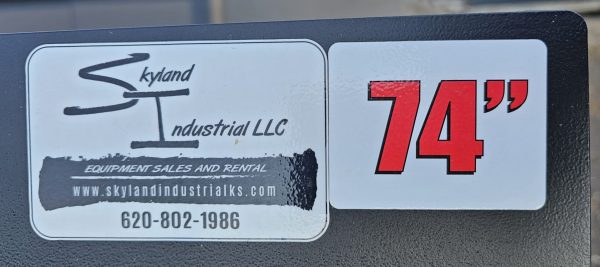 Skyland
Industrial LLC
EQUIPMENT SALES AND RENTAL
www.skylandindustrialks.com
620-802-1986
74”